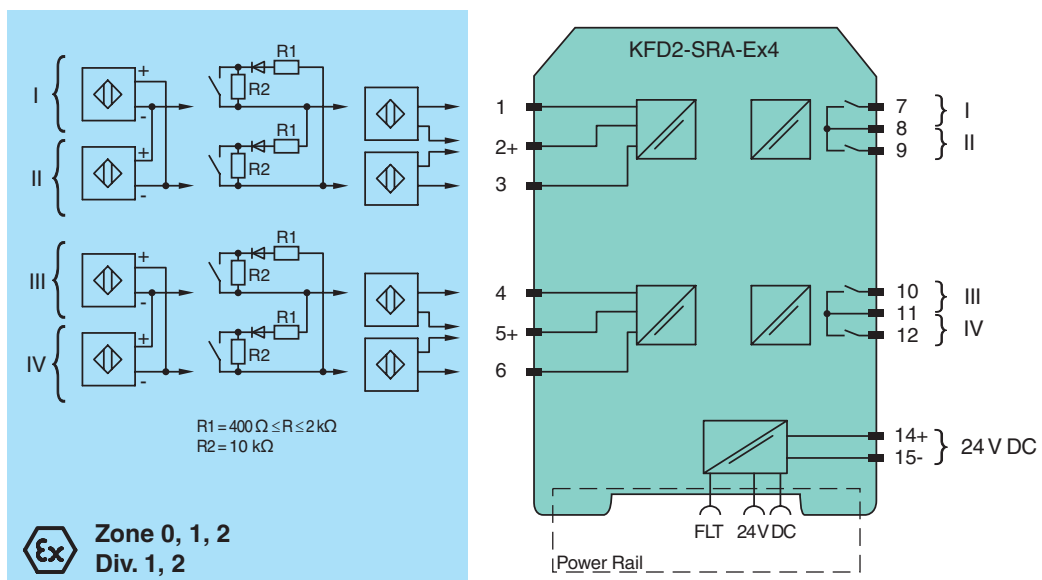 I
+
-
II
+
-
III
+
-
IV
+
-
R1
R2
R1
R2
R1
R2
R1
R2
R1 = 400 Ω ≤ R ≤ 2 kΩ
R2 = 10 kΩ
Ex
Zone 0, 1, 2
Div. 1, 2
KFD2-SRA-Ex4
1
2+
3
4
5+
6
7
8
9
I
II
10
11
12
III
IV
14+
15-
24 V DC
FLT
24V DC
Power Rail